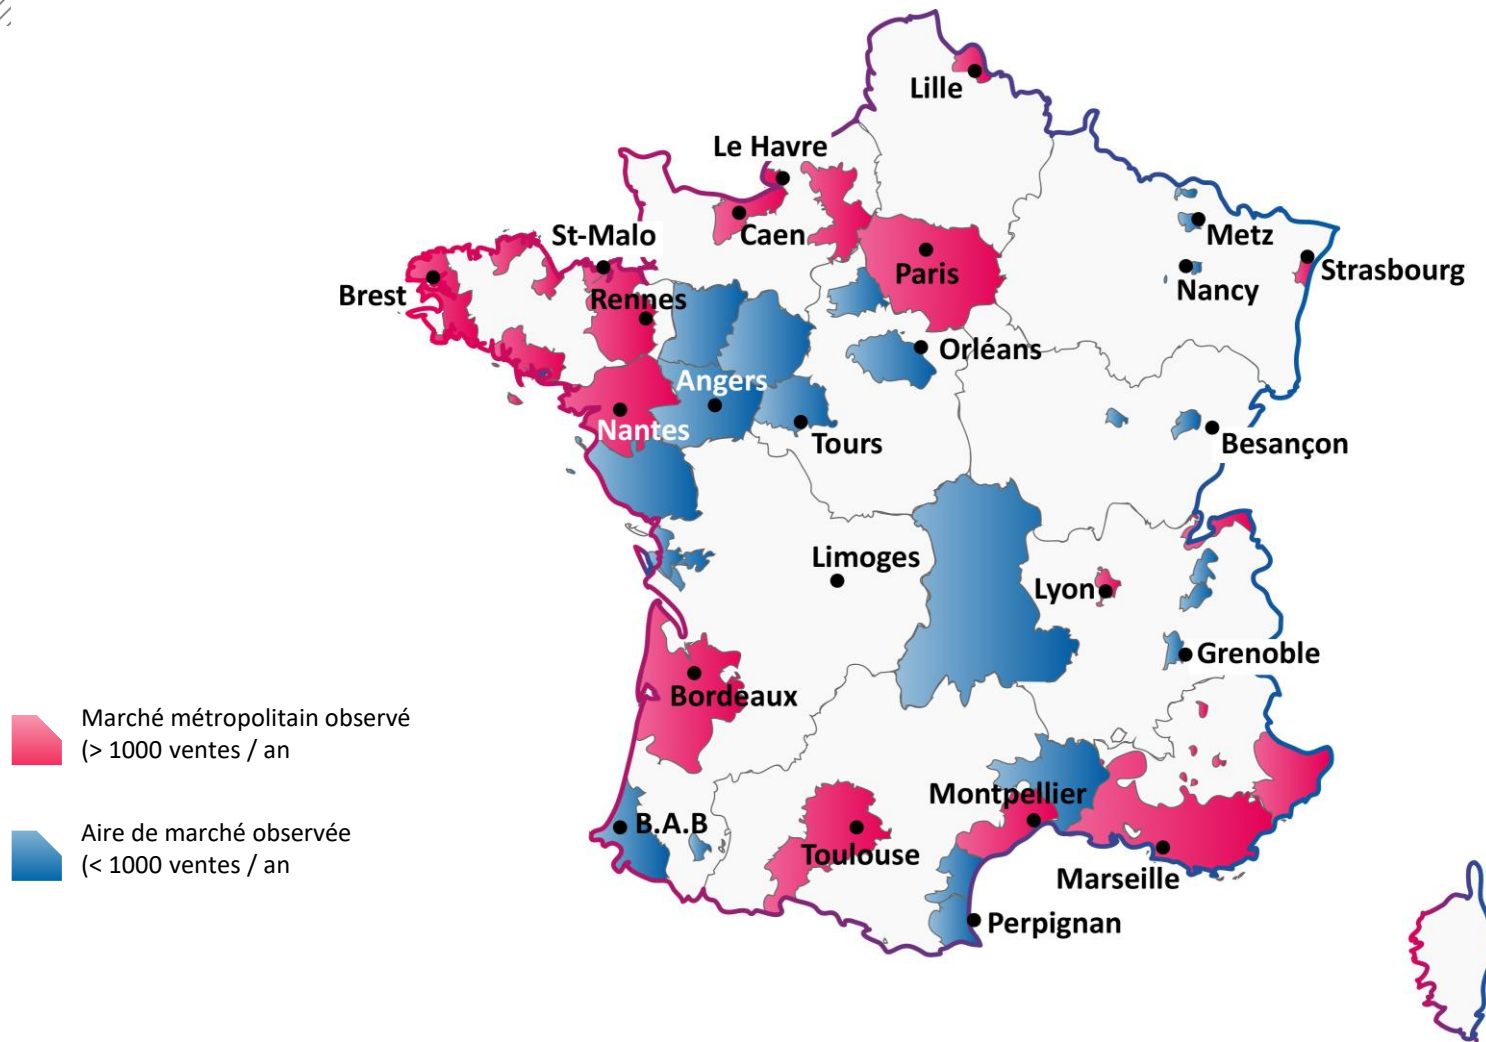 Lille
Le Havre
St-Malo
Caen
Metz
Paris
Strasbourg
Brest
Rennes
Nancy
Orléans
Angers
Nantes
Tours
Besançon
Limoges
Lyon
Grenoble
Bordeaux
Marché métropolitain observé
(> 1000 ventes / an
Montpellier
B.A.B
Aire de marché observée
(< 1000 ventes / an
Toulouse
Marseille
Perpignan